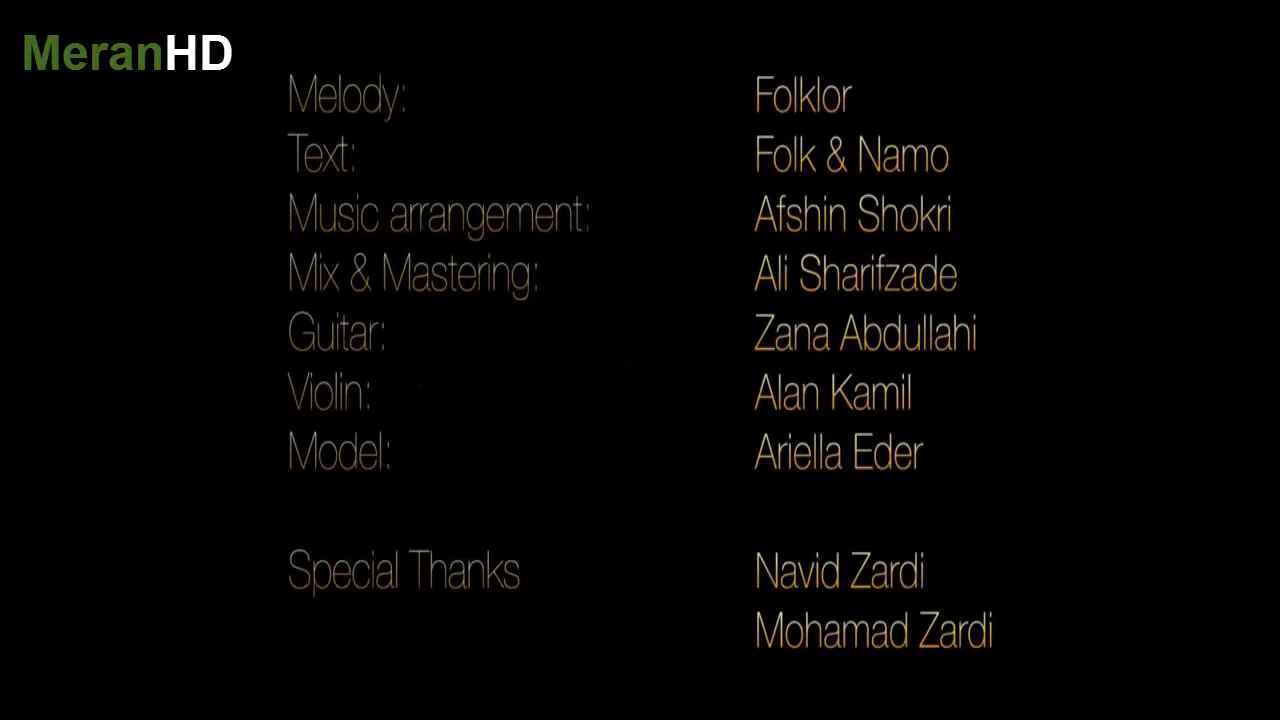 MeranHD
Melody: Folklor
Text: Folk & Namo
Music arrangement: Afshin Shokri
Mix & Mastering: Ali Sharifzade
Guitar: Zana Abdullahi
Violin: Alan Kamil
Model: Ariella Eder
Special Thanks Navid Zardi
Mohamad Zardi